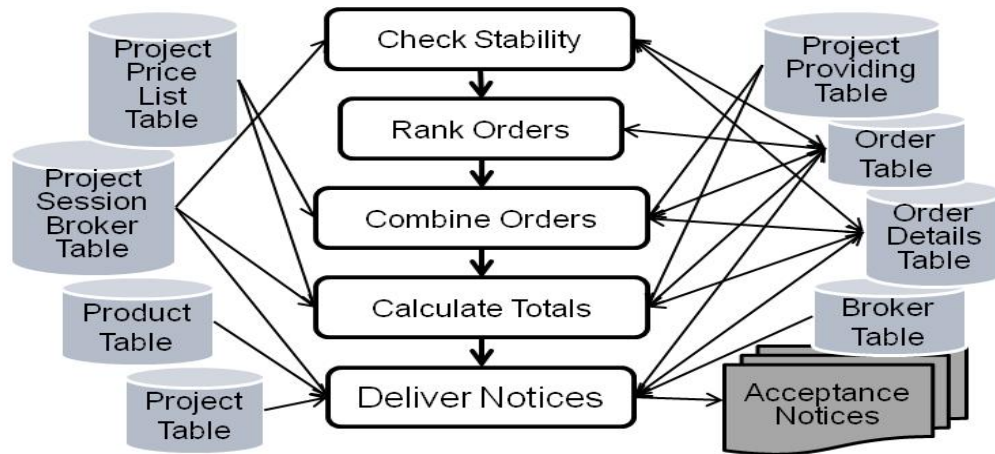 Project
Price
List
Table
Project
Session
Broker
Table
Product
Table
Project
Table
Check Stability
Rank Orders
Combine Orders
Calculate Totals
Deliver Notices
Project
Providing
Table
Order
Table
Order
Details
Table
Broker
Table
Acceptance
Notices